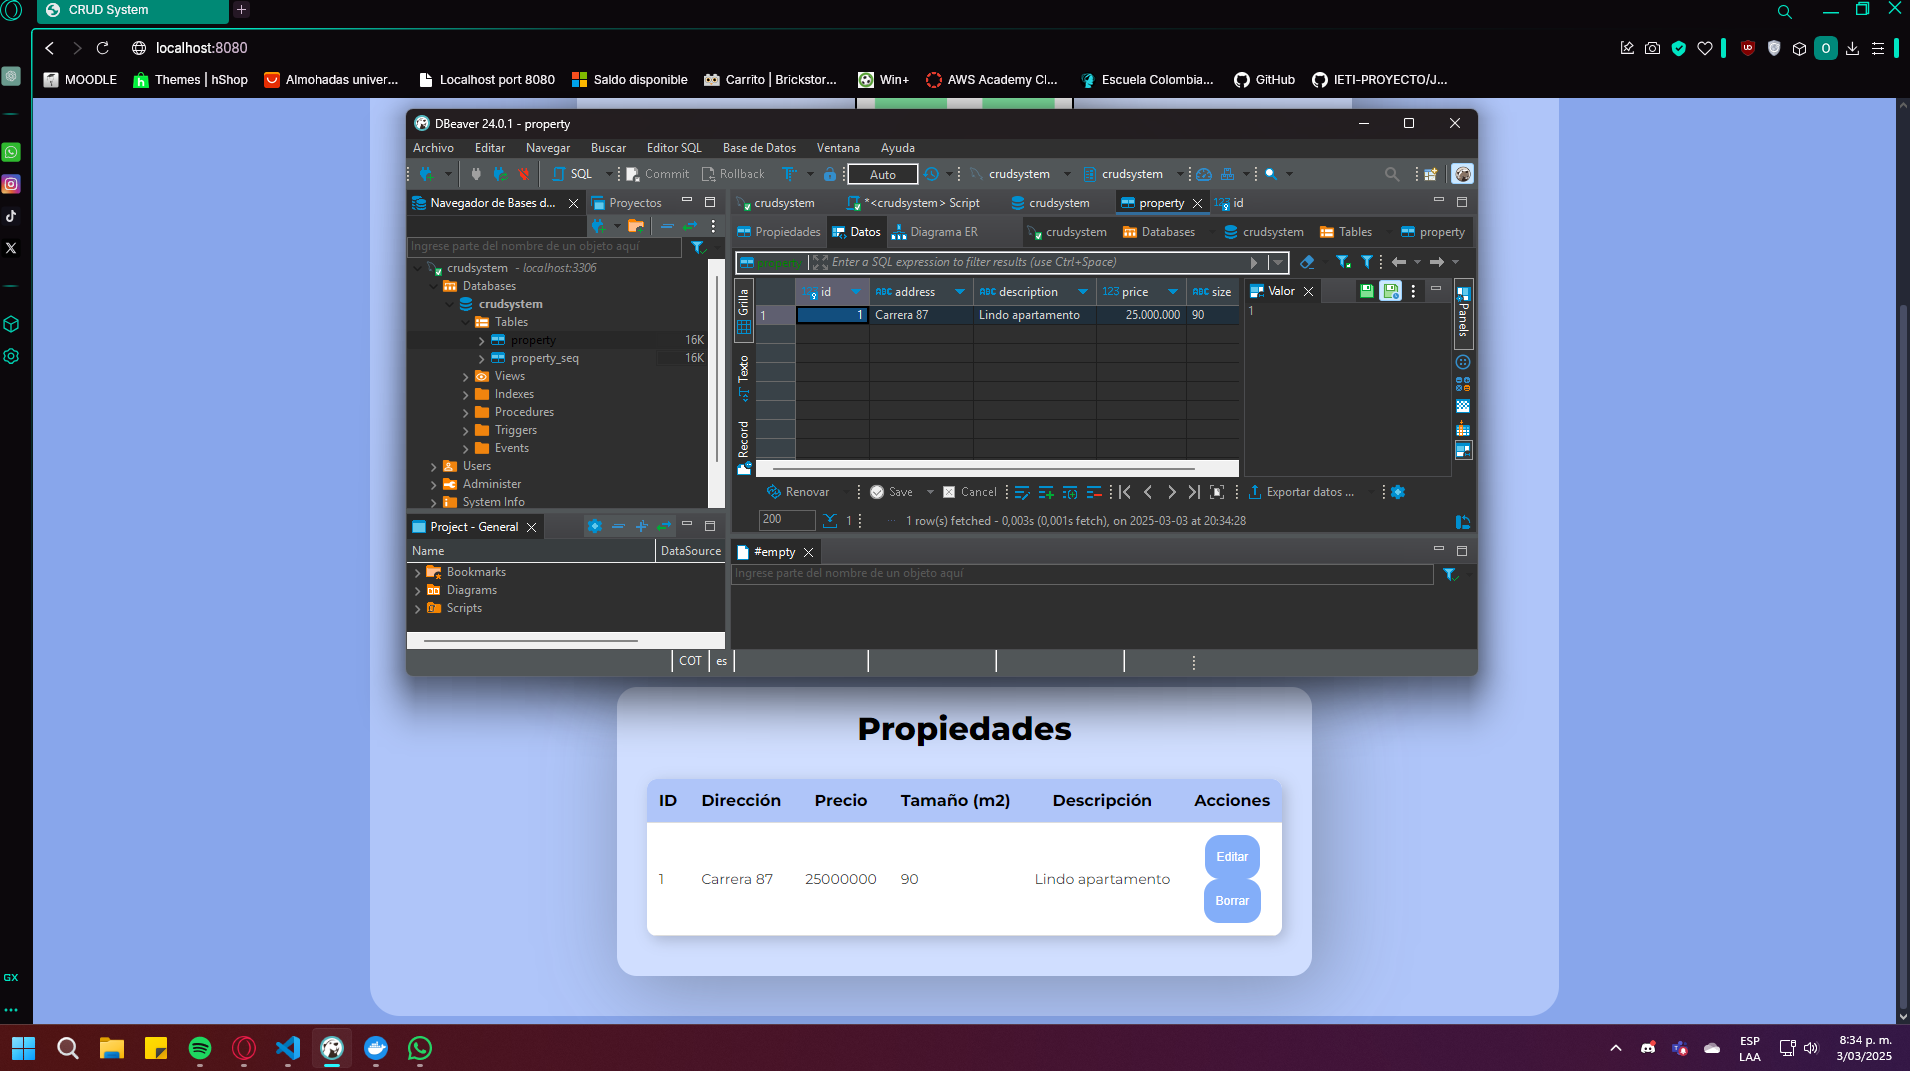 CRUD System
localhost:8080
MOODLE
Themes | hShop
Almohadas univer...
Localhost port 8080
Saldo disponible
Carrito | Brickstor...
Win+
AWS Academy Cl...
Escuela Colombia...
GitHub
IETI-PROYECTO/J...
DBeaver 24.0.1 - property
Archivo Editar Navegar Buscar Editor SQL Base de Datos Ventana Ayuda
SQL Commit Rollback Auto crudsystem crudsystem
Navegador de Bases d... Proyectos
Ingrese parte del nombre de un objeto aquí
crudsystem - localhost:3306
Databases
crudsystem
Tables
property 16K
property_seq 16K
Views
Indexes
Procedures
Triggers
Events
Users
Administer
System Info
Project - General
Name DataSource
Bookmarks
Diagrams
Scripts
crudsystem *<crudsystem> Script crudsystem property 123 id
Propiedades Datos Diagrama ER crudsystem Databases crudsystem Tables property
property Enter a SQL expression to filter results (use Ctrl+Space)
Grilla
Texto
Record
id ABC address ABC description 123 price ABC size
1 1 Carrera 87 Lindo apartamento 25.000.000 90
Valor
1
Panels
Renovar Save Cancel Exportar datos ...
200 1 1 row(s) fetched - 0,003s (0,001s fetch), on 2025-03-03 at 20:34:28
#empty
Ingrese parte del nombre de un objeto aquí
COT es
Propiedades
ID Dirección Precio Tamaño (m2) Descripción Acciones
1 Carrera 87 25000000 90 Lindo apartamento
Editar
Borrar
GX
ESP
LAA
8:34 p. m.
3/03/2025